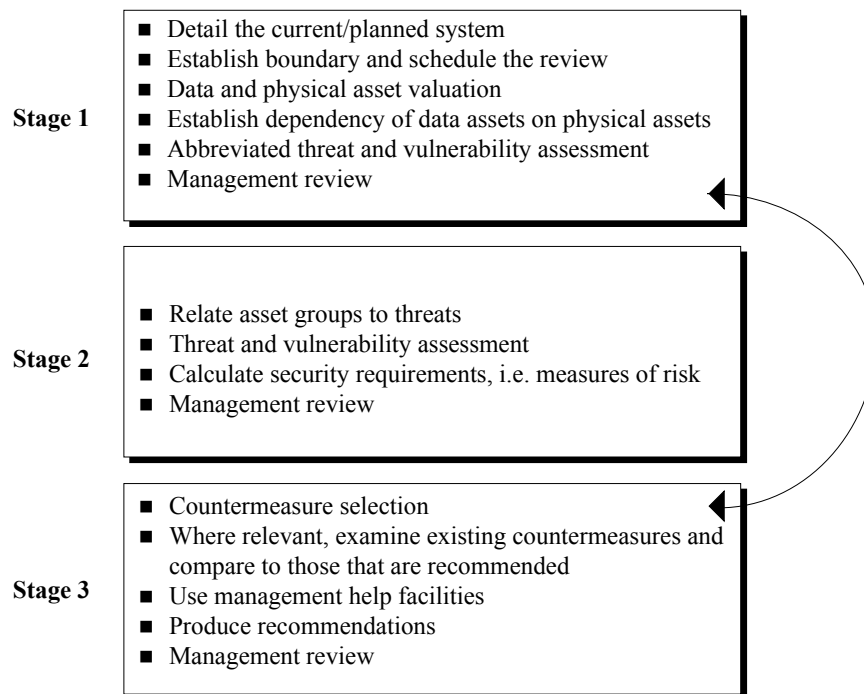 Stage 1
■ Detail the current/planned system
■ Establish boundary and schedule the review
■ Data and physical asset valuation
■ Establish dependency of data assets on physical assets
■ Abbreviated threat and vulnerability assessment
■ Management review
Stage 2
■ Relate asset groups to threats
■ Threat and vulnerability assessment
■ Calculate security requirements, i.e. measures of risk
■ Management review
Stage 3
■ Countermeasure selection
■ Where relevant, examine existing countermeasures and
compare to those that are recommended
■ Use management help facilities
■ Produce recommendations
■ Management review